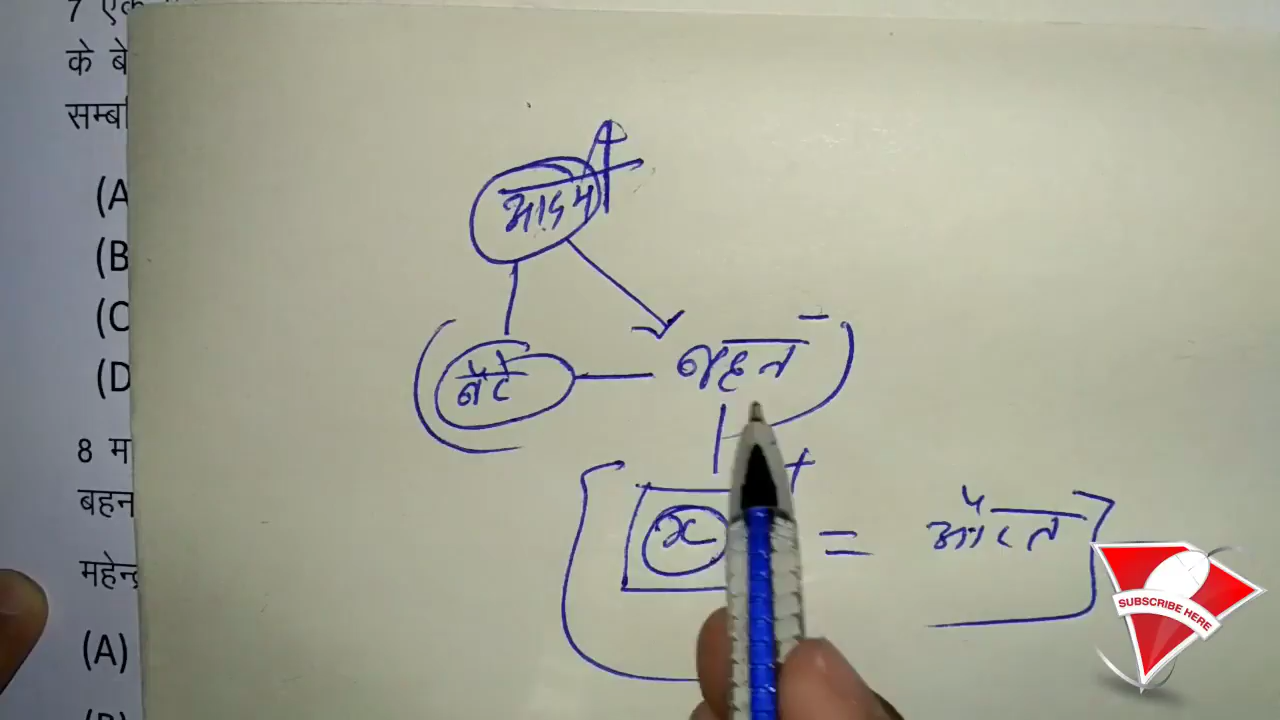 7 एक
के बे
सम्ब
(A
(B
(C
(D
8 म
बहन
महेन्द्र
(A)
आदमी
बेटे
बहन
x = औरत
SUBSCRIBE HERE